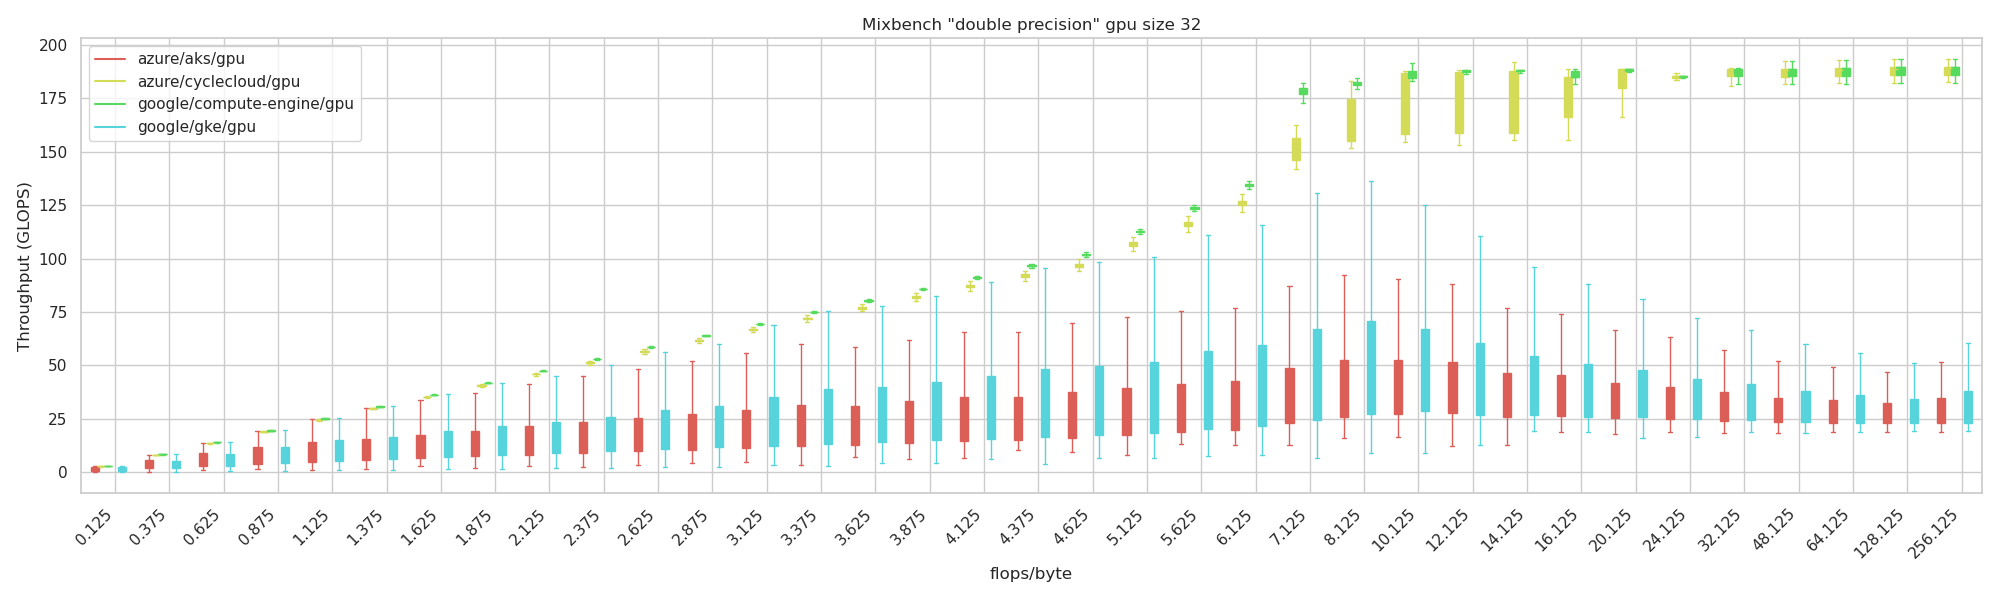 Mixbench "double precision" gpu size 32
azure/aks/gpu
azure/cyclecloud/gpu
google/compute-engine/gpu
google/gke/gpu
Throughput (GLOPS)
200
175
150
125
100
75
50
25
0
0.125 0.375 0.625 0.875 1.125 1.375 1.625 1.875 2.125 2.375 2.625 2.875 3.125 3.375 3.625 3.875 4.125 4.375 4.625 5.125 5.625 6.125 7.125 8.125 10.125 12.125 14.125 16.125 20.125 24.125 32.125 48.125 64.125 128.125 256.125
flops/byte